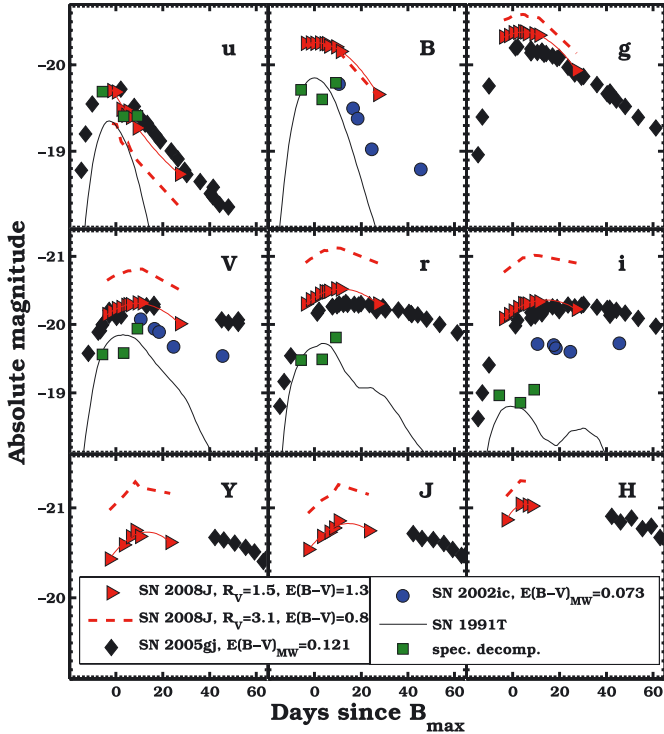 Absolute magnitude
u
B
g
-20
-19
V
r
i
-21
-20
-19
Y
J
H
-21
-20
SN 2008J, R_V=1.5, E(B-V)=1.3
SN 2008J, R_V=3.1, E(B-V)=0.8
SN 2005gj, E(B-V)_MW=0.121
SN 2002ic, E(B-V)_MW=0.073
SN 1991T
spec. decomp.
0 20 40 60 0 20 40 60 0 20 40 60
Days since B_max